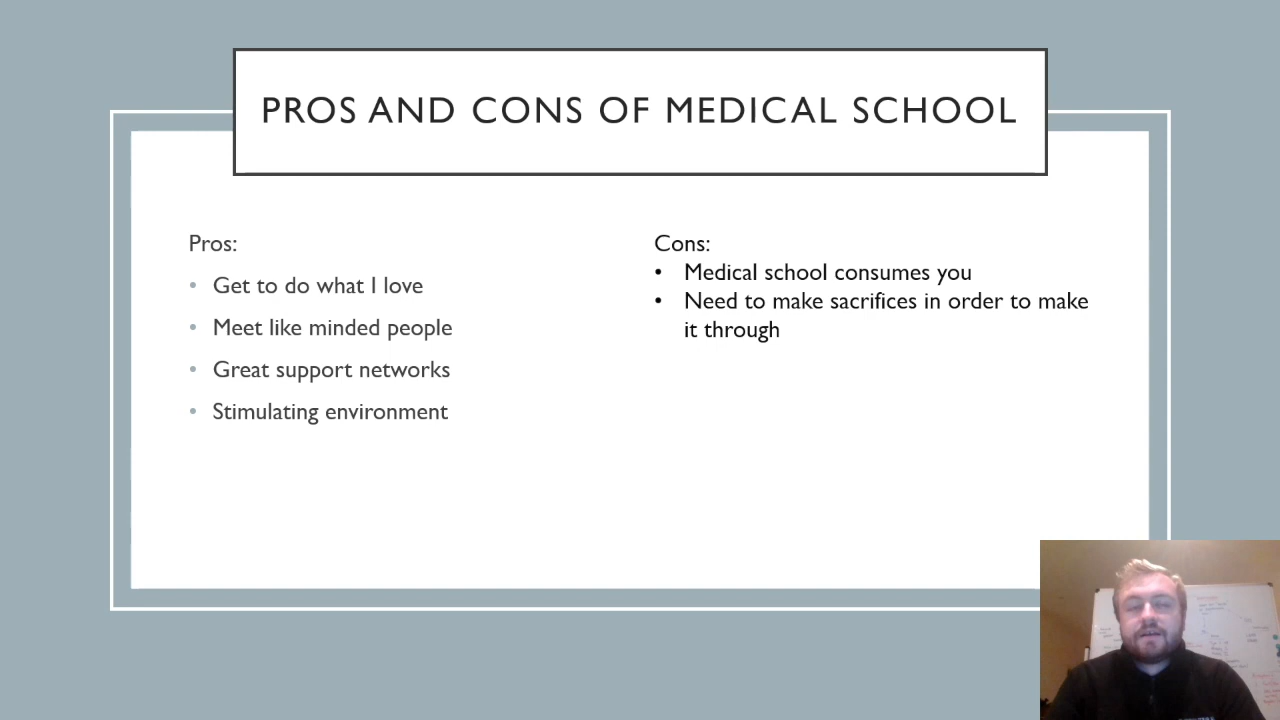 PROS AND CONS OF MEDICAL SCHOOL
Pros:
• Get to do what I love
• Meet like minded people
• Great support networks
• Stimulating environment
Cons:
• Medical school consumes you
• Need to make sacrifices in order to make
it through